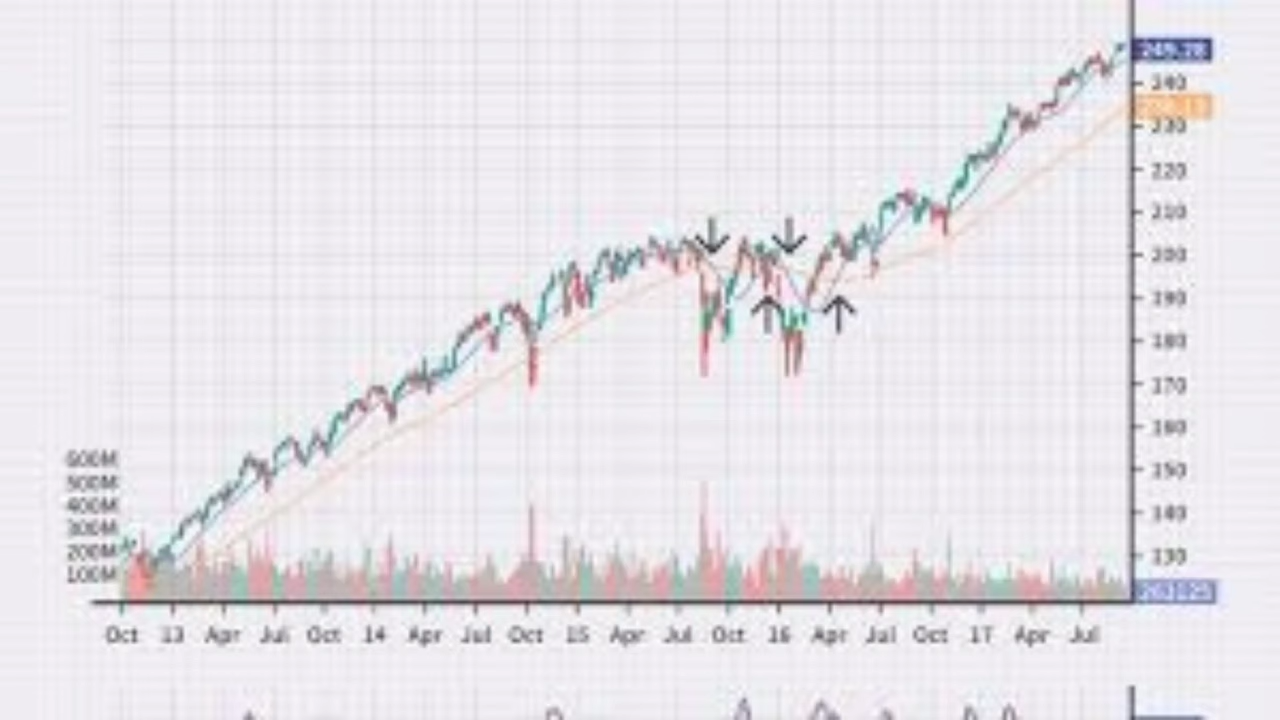 249.28
240
230
220
210
200
190
180
170
160
150
140
130
600M
500M
400M
300M
200M
100M
Oct 13 Apr Jul Oct 14 Apr Jul Oct 15 Apr Jul Oct 16 Apr Jul Oct 17 Apr Jul